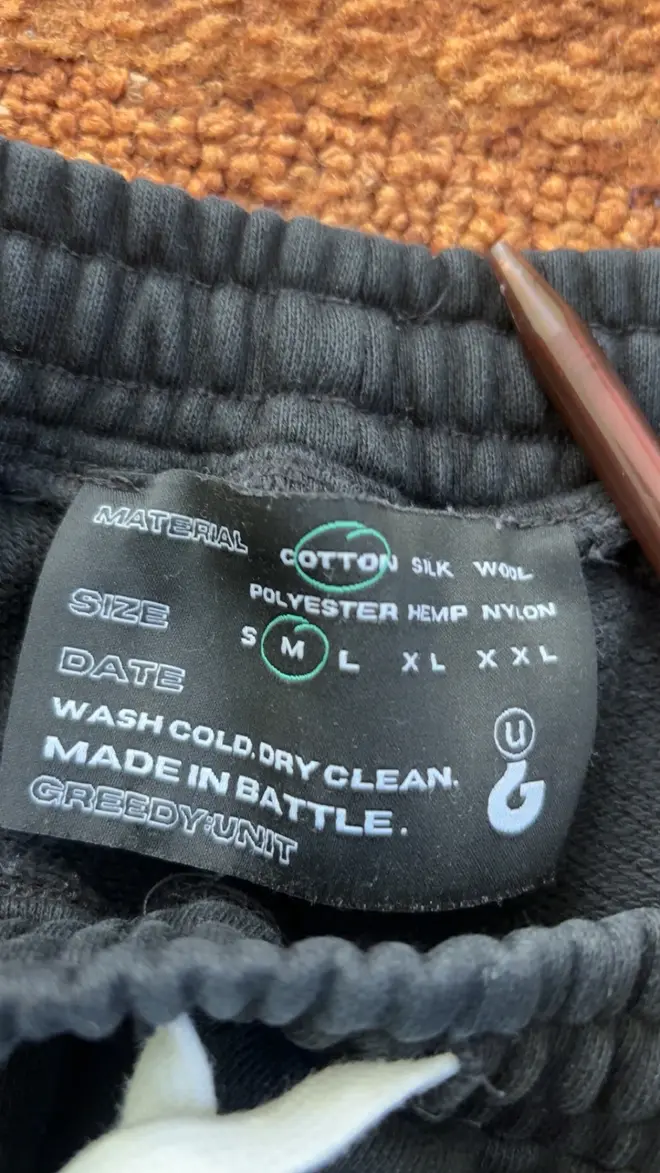 MATERIAL COTTON SILK WOOL
POLYESTER HEMP NYLON
SIZE S M L XL XXL
DATE
WASH COLD. DRY CLEAN.
MADE IN BATTLE.
GREEDY:UNIT
U
G